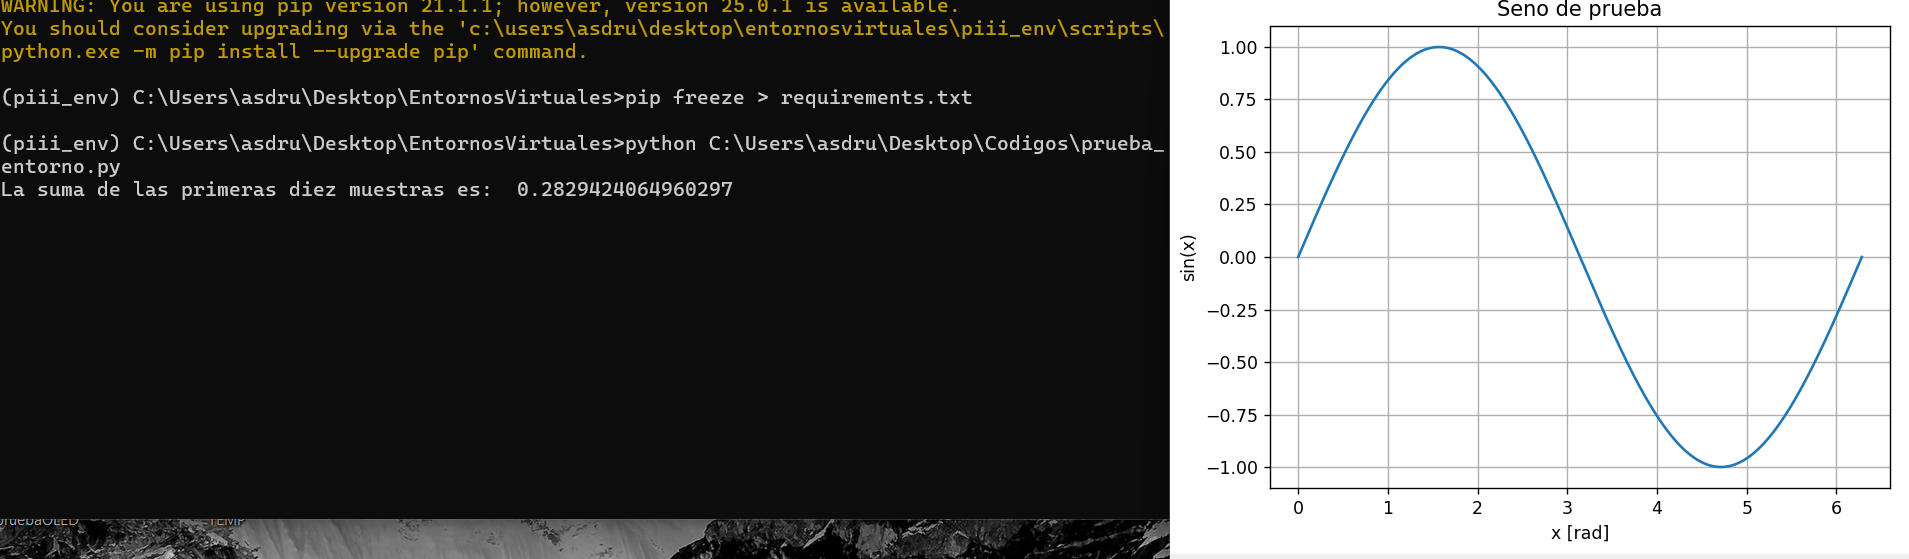 WARNING: You are using pip version 21.1.1; however, version 25.0.1 is available.
You should consider upgrading via the 'c:\users\asdru\desktop\entornosvirtuales\piii_env\scripts\
python.exe -m pip install --upgrade pip' command.
(piii_env) C:\Users\asdru\Desktop\EntornosVirtuales>pip freeze > requirements.txt
(piii_env) C:\Users\asdru\Desktop\EntornosVirtuales>python C:\Users\asdru\Desktop\Codigos\prueba_
entorno.py
La suma de las primeras diez muestras es:  0.2829424064960297
TEMP
Seno de prueba
1.00
0.75
0.50
0.25
0.00
−0.25
−0.50
−0.75
−1.00
sin(x)
0 1 2 3 4 5 6
x [rad]